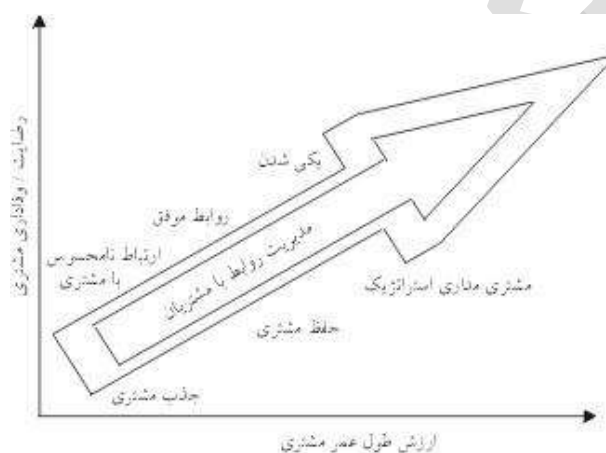 رضایت / وفاداری مشتری
یکی شدن
روابط موفق
ارتباط نامحسوس
با مشتری
مدیریت روابط با مشتریان
مشتری مداری استراتژیک
حفظ مشتری
جذب مشتری
ارزش طول عمر مشتری